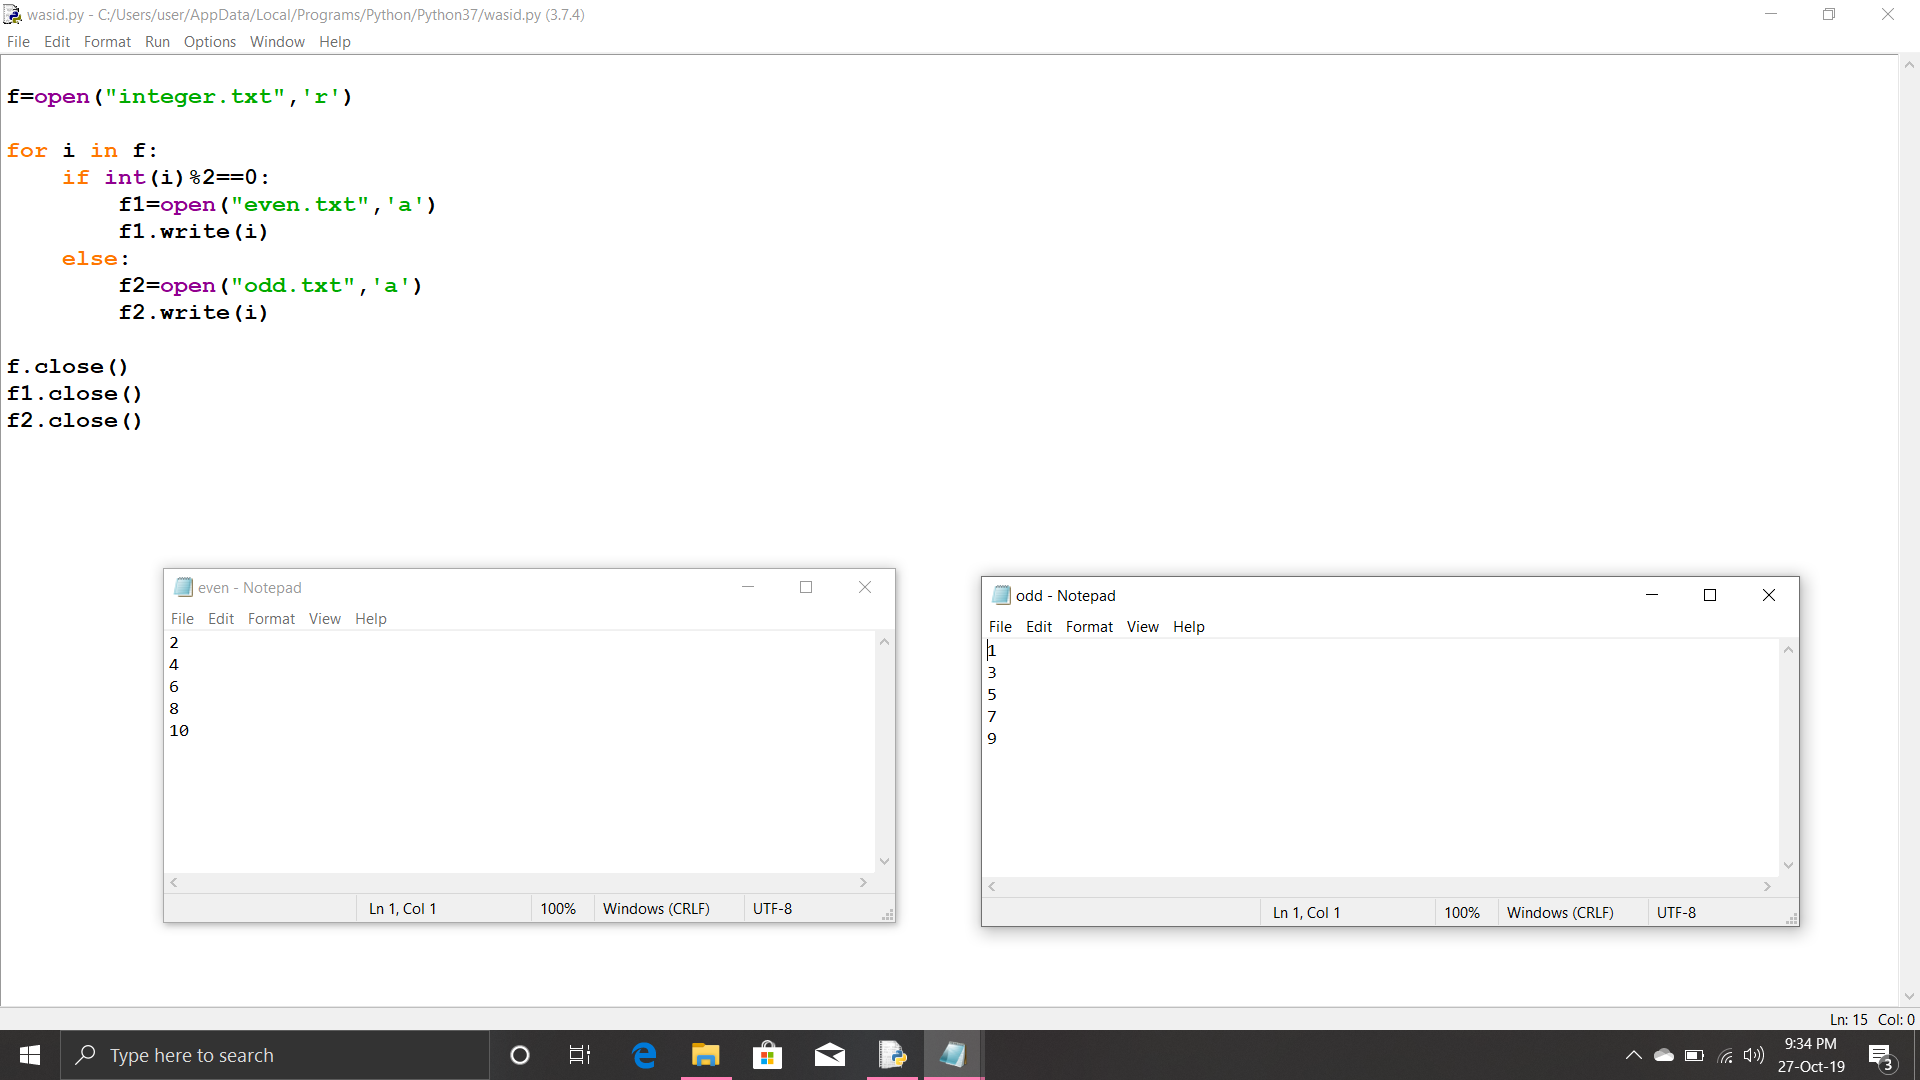 wasid.py - C:/Users/user/AppData/Local/Programs/Python/Python37/wasid.py (3.7.4)
File Edit Format Run Options Window Help
f=open("integer.txt",'r')
for i in f:
    if int(i)%2==0:
        f1=open("even.txt",'a')
        f1.write(i)
    else:
        f2=open("odd.txt",'a')
        f2.write(i)
f.close()
f1.close()
f2.close()
even - Notepad
File Edit Format View Help
2
4
6
8
10
Ln 1, Col 1 100% Windows (CRLF) UTF-8
odd - Notepad
File Edit Format View Help
1
3
5
7
9
Ln 1, Col 1 100% Windows (CRLF) UTF-8
Ln: 15 Col: 0
Type here to search
9:34 PM
27-Oct-19
3